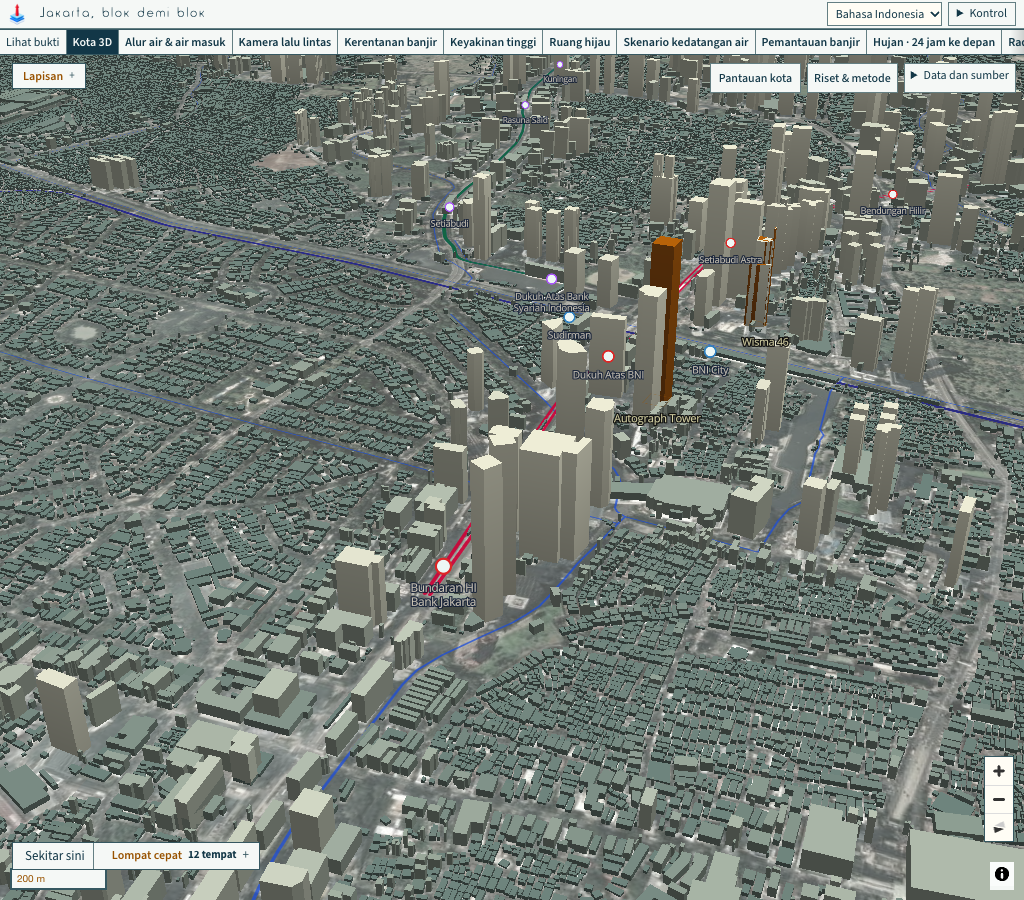 Jakarta, blok demi blok
Bahasa Indonesia
Kontrol
Lihat bukti
Kota 3D
Alur air & air masuk
Kamera lalu lintas
Kerentanan banjir
Keyakinan tinggi
Ruang hijau
Skenario kedatangan air
Pemantauan banjir
Hujan · 24 jam ke depan
Lapisan +
Pantauan kota
Riset & metode
Data dan sumber
Kuningan
Rasuna Said
Setiabudi
Bendungan Hilir
Setiabudi Astra
Dukuh Atas Bank
Syariah Indonesia
Sudirman
Wisma 46
BNI City
Dukuh Atas BNI
Autograph Tower
Bundaran HI
Bank Jakarta
Sekitar sini
Lompat cepat 12 tempat +
200 m